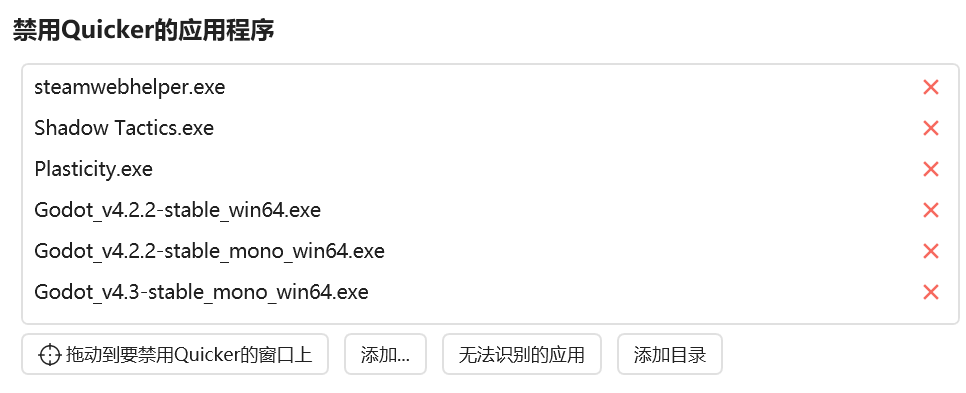 禁用Quicker的应用程序
steamwebhelper.exe
Shadow Tactics.exe
Plasticity.exe
Godot_v4.2.2-stable_win64.exe
Godot_v4.2.2-stable_mono_win64.exe
Godot_v4.3-stable_mono_win64.exe
拖动到要禁用Quicker的窗口上 添加... 无法识别的应用 添加目录